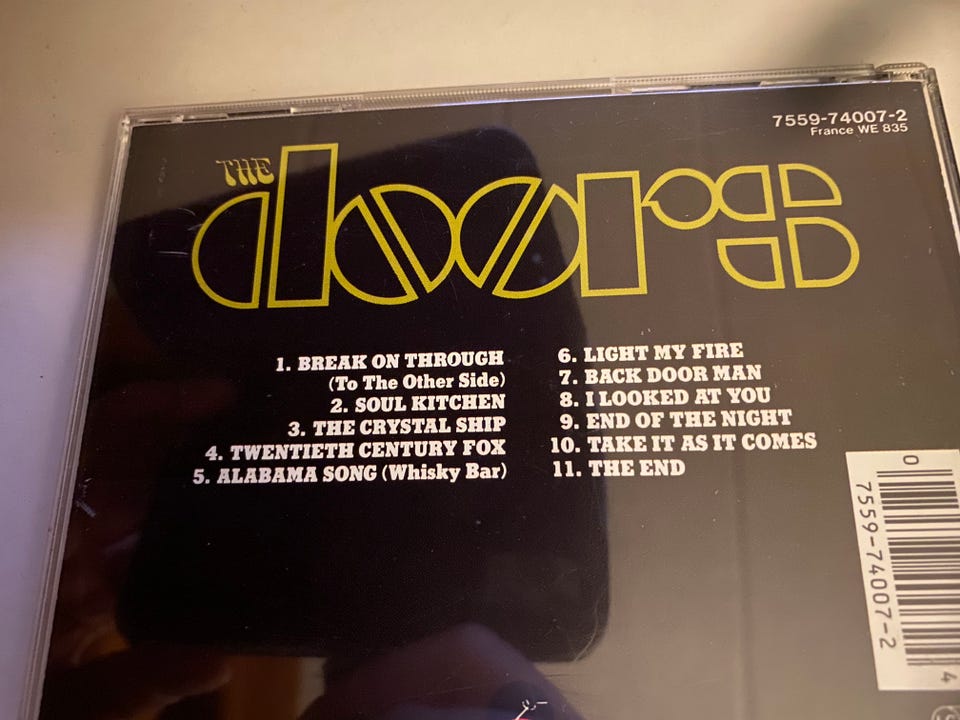 7559-74007-2
France WE 835
THE
doors
1. BREAK ON THROUGH
(To The Other Side)
2. SOUL KITCHEN
3. THE CRYSTAL SHIP
4. TWENTIETH CENTURY FOX
5. ALABAMA SONG (Whisky Bar)
6. LIGHT MY FIRE
7. BACK DOOR MAN
8. I LOOKED AT YOU
9. END OF THE NIGHT
10. TAKE IT AS IT COMES
11. THE END
0
7559-74007-2
4